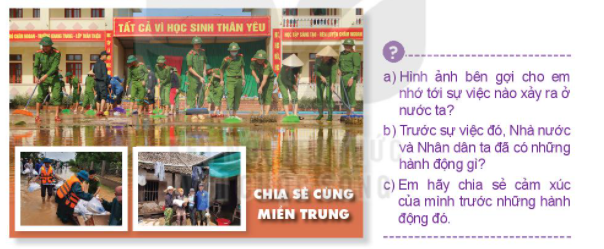 TẤT CẢ VÌ HỌC SINH THÂN YÊU
CHIA SẺ CÙNG
MIỀN TRUNG
?
a) Hình ảnh bên gợi cho em
nhớ tới sự việc nào xảy ra ở
nước ta?
b) Trước sự việc đó, Nhà nước
và Nhân dân ta đã có những
hành động gì?
c) Em hãy chia sẻ cảm xúc
của mình trước những hành
động đó.